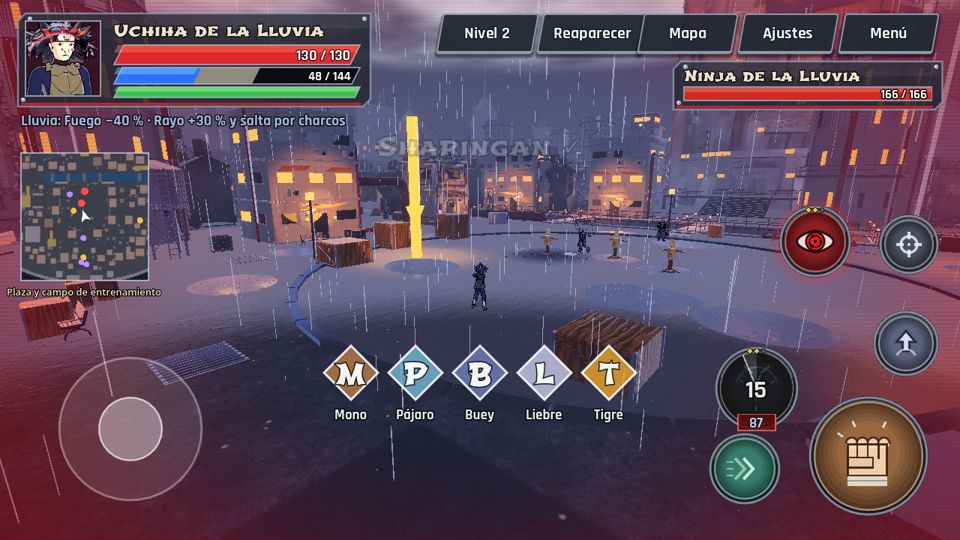 Uchiha de la Lluvia
130 / 130
48 / 144
Lluvia: Fuego −40 % · Rayo +30 % y salta por charcos
Nivel 2
Reaparecer
Mapa
Ajustes
Menú
Ninja de la Lluvia
166 / 166
Sharingan ✓
Plaza y campo de entrenamiento
M
P
B
L
T
Mono
Pájaro
Buey
Liebre
Tigre
15
87